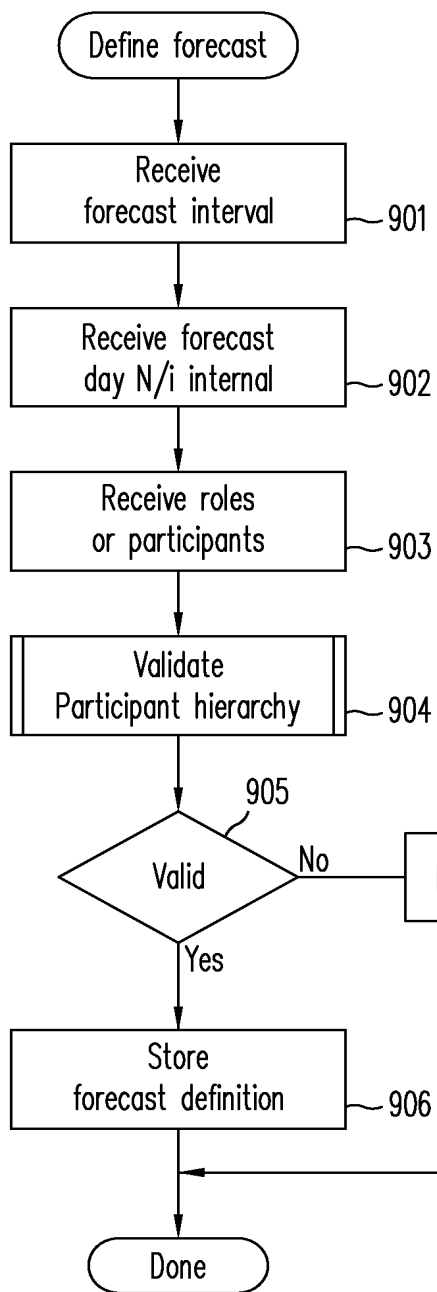 Define forecast
Receive
forecast interval
901
Receive forecast
day N/i internal
902
Receive roles
or participants
903
Validate
Participant hierarchy
904
905
Valid
No
Yes
Store
forecast definition
906
Done